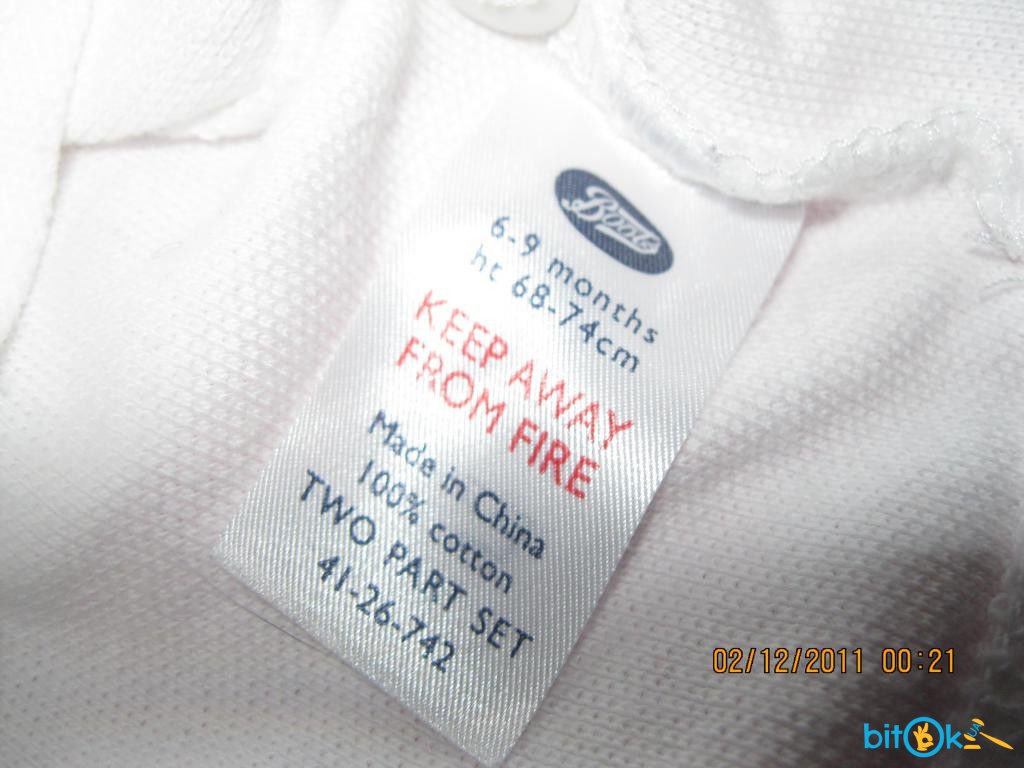 Boots
6-9 months
ht 68-74cm
KEEP AWAY
FROM FIRE
Made in China
100% cotton
TWO PART SET
41-26-742
02/12/2011 00:21
bitOk
UA